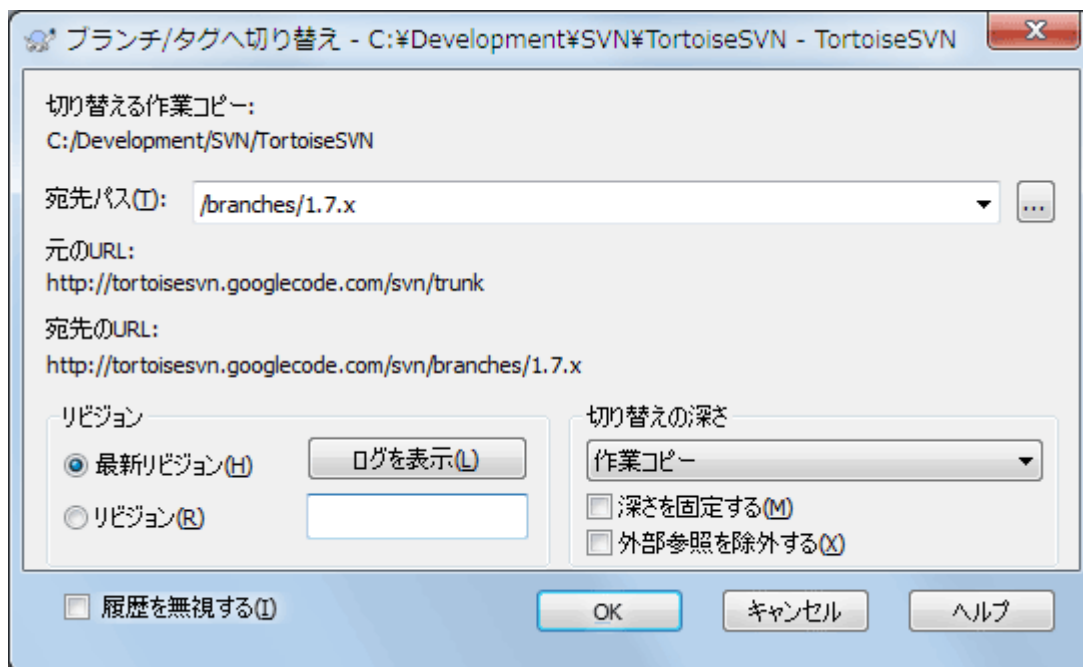 ブランチ/タグへ切り替え - C:¥Development¥SVN¥TortoiseSVN - TortoiseSVN
切り替える作業コピー:
C:/Development/SVN/TortoiseSVN
宛先パス(T): /branches/1.7.x ...
元のURL:
http://tortoisesvn.googlecode.com/svn/trunk
宛先のURL:
http://tortoisesvn.googlecode.com/svn/branches/1.7.x
リビジョン
最新リビジョン(H) ログを表示(L)
リビジョン(R)
切り替えの深さ
作業コピー
深さを固定する(M)
外部参照を除外する(X)
履歴を無視する(I) OK キャンセル ヘルプ